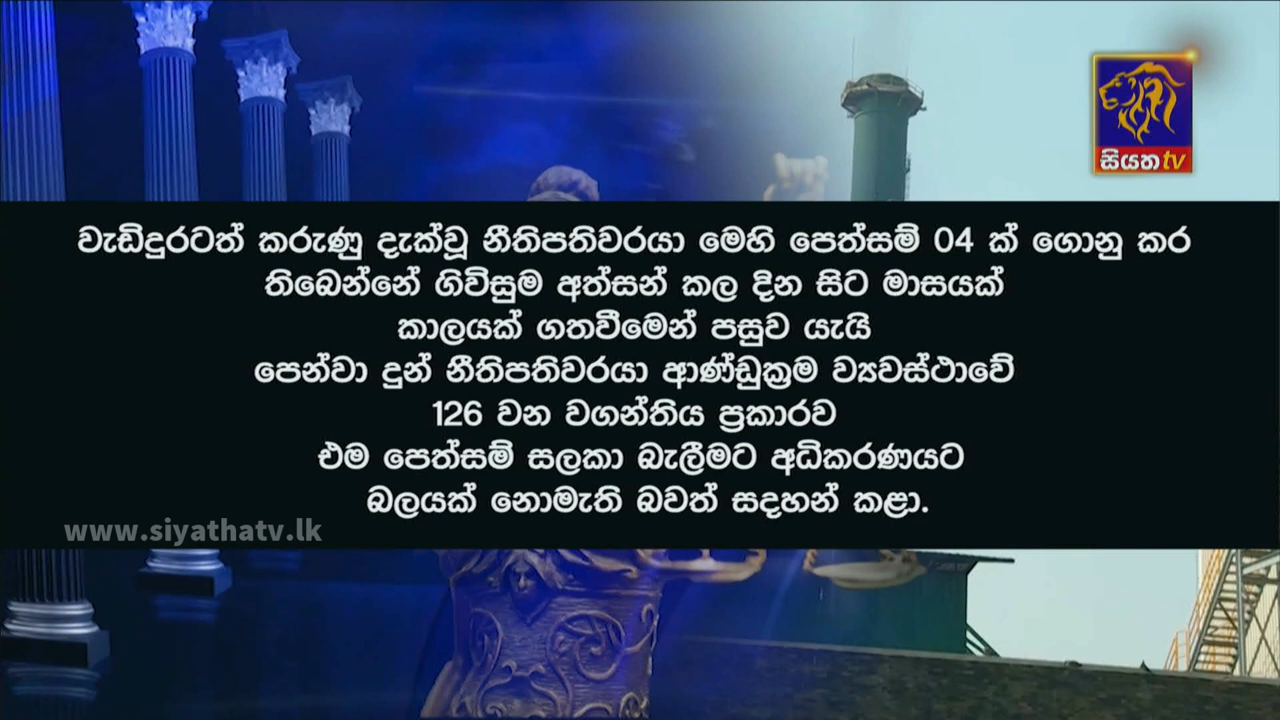 සියත tv
වැඩිදුරටත් කරුණු දැක්වූ නීතිපතිවරයා මෙහි පෙත්සම් 04 ක් ගොනු කර
තිබෙන්නේ ගිවිසුම අත්සන් කල දින සිට මාසයක්
කාලයක් ගතවීමෙන් පසුව යැයි
පෙන්වා දුන් නීතිපතිවරයා ආණ්ඩුක්‍රම ව්‍යවස්ථාවේ
126 වන වගන්තිය ප්‍රකාරව
එම පෙත්සම් සලකා බැලීමට අධිකරණයට
බලයක් නොමැති බවත් සදහන් කළා.
www.siyathatv.lk